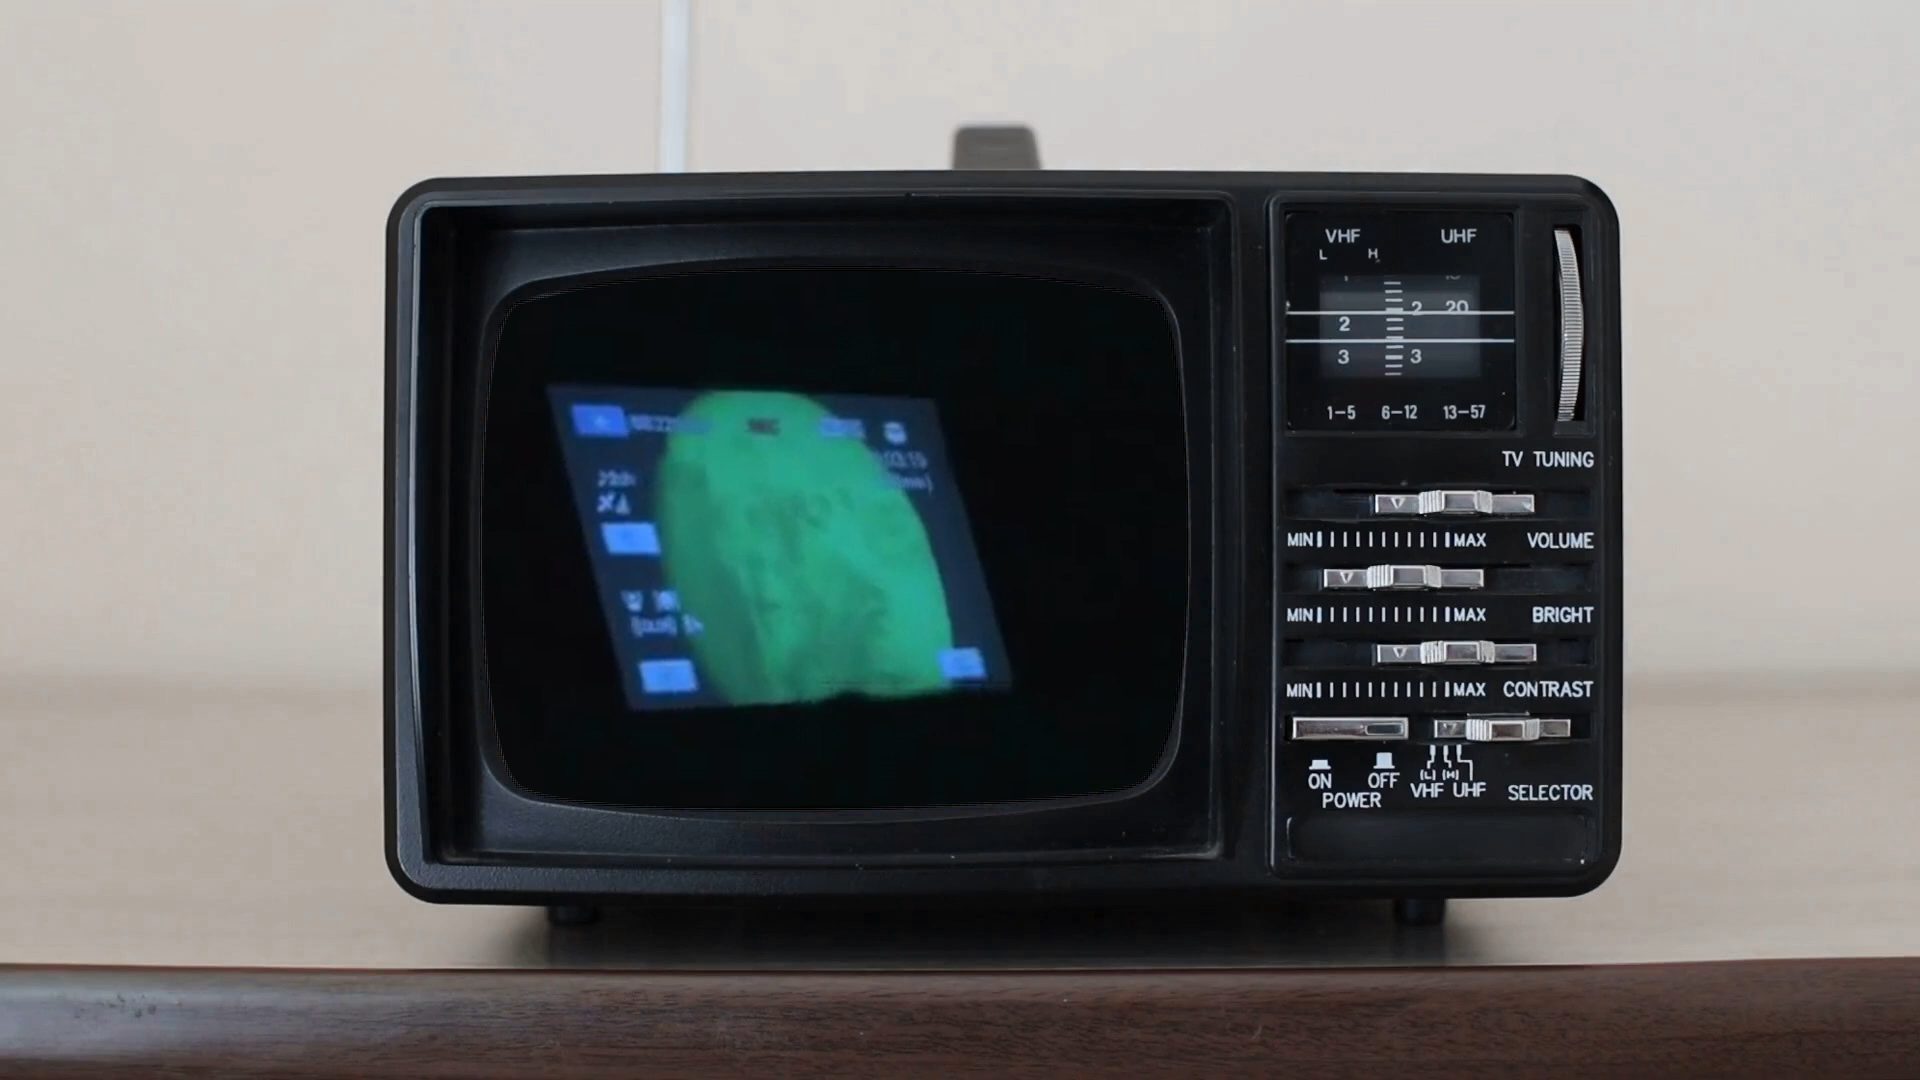 VHF UHF
L H
2 20
2
3 3
1-5 6-12 13-57
TV TUNING
MIN MAX VOLUME
MIN MAX BRIGHT
MIN MAX CONTRAST
ON OFF (L) (H)
POWER VHF UHF SELECTOR